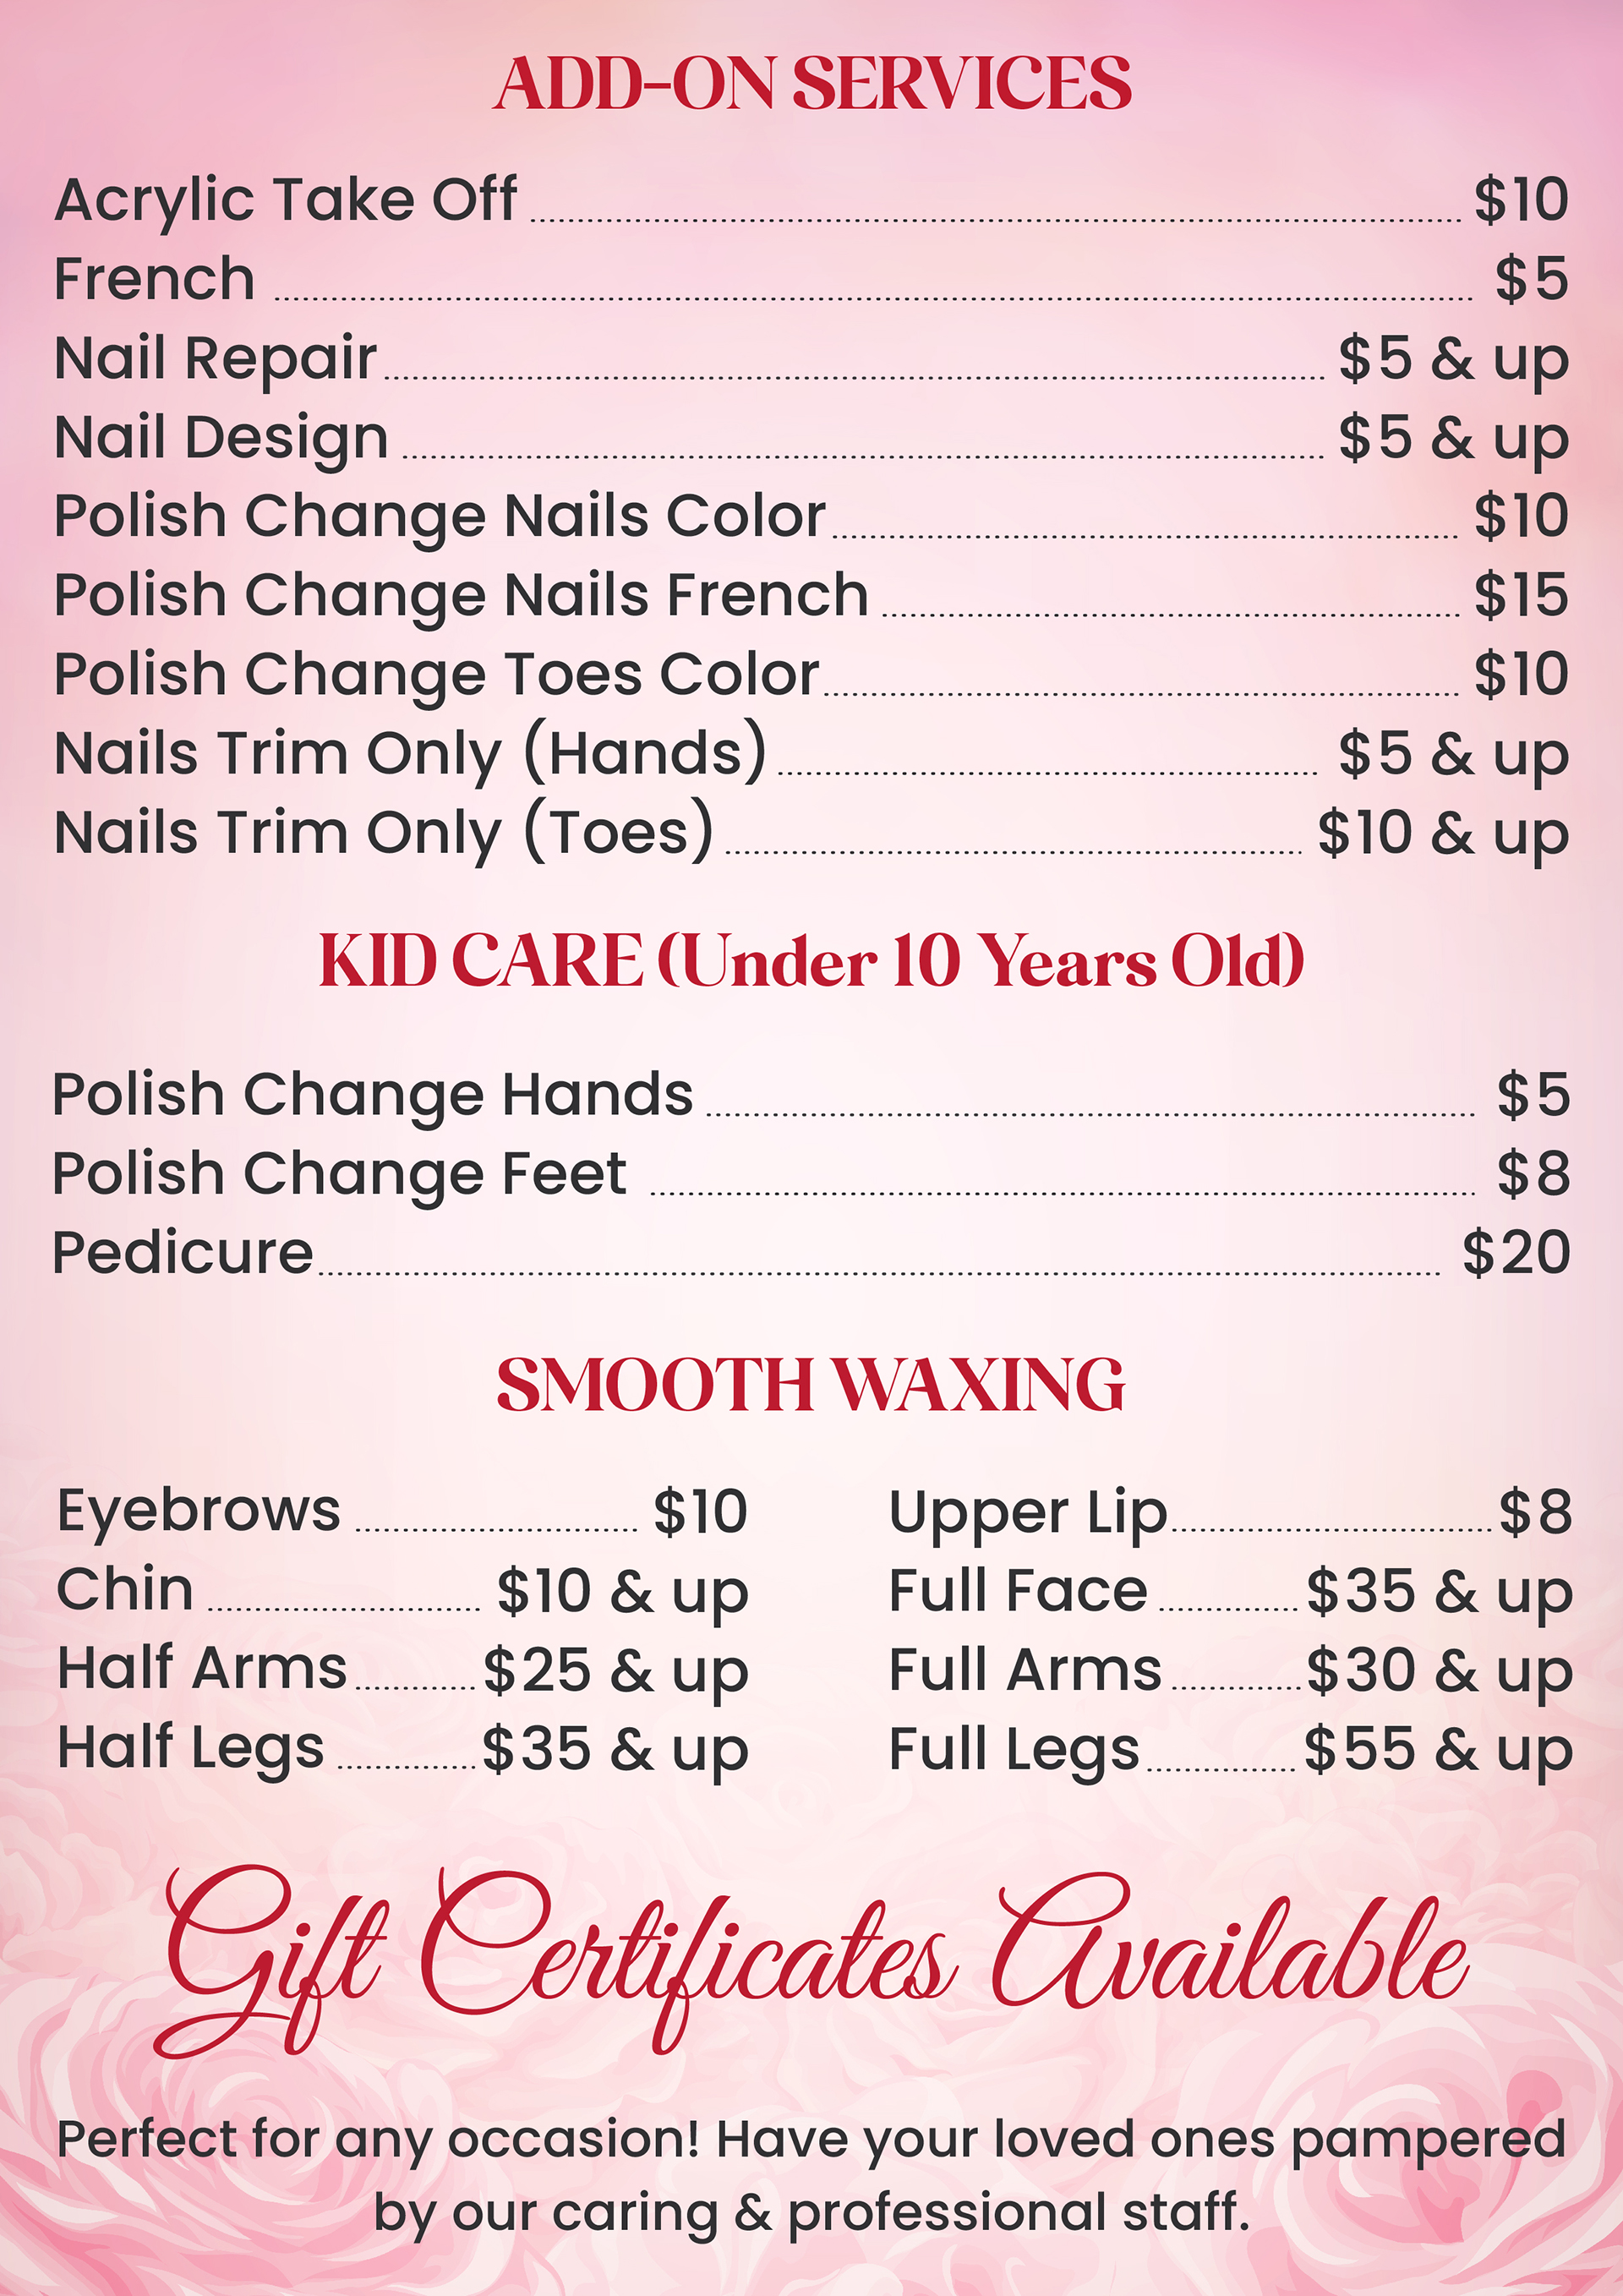 ADD-ON SERVICES
Acrylic Take Off $10
French $5
Nail Repair $5 & up
Nail Design $5 & up
Polish Change Nails Color $10
Polish Change Nails French $15
Polish Change Toes Color $10
Nails Trim Only (Hands) $5 & up
Nails Trim Only (Toes) $10 & up
KID CARE (Under 10 Years Old)
Polish Change Hands $5
Polish Change Feet $8
Pedicure $20
SMOOTH WAXING
Eyebrows $10 Upper Lip $8
Chin $10 & up Full Face $35 & up
Half Arms $25 & up Full Arms $30 & up
Half Legs $35 & up Full Legs $55 & up
Gift Certificates Available
Perfect for any occasion! Have your loved ones pampered
by our caring & professional staff.